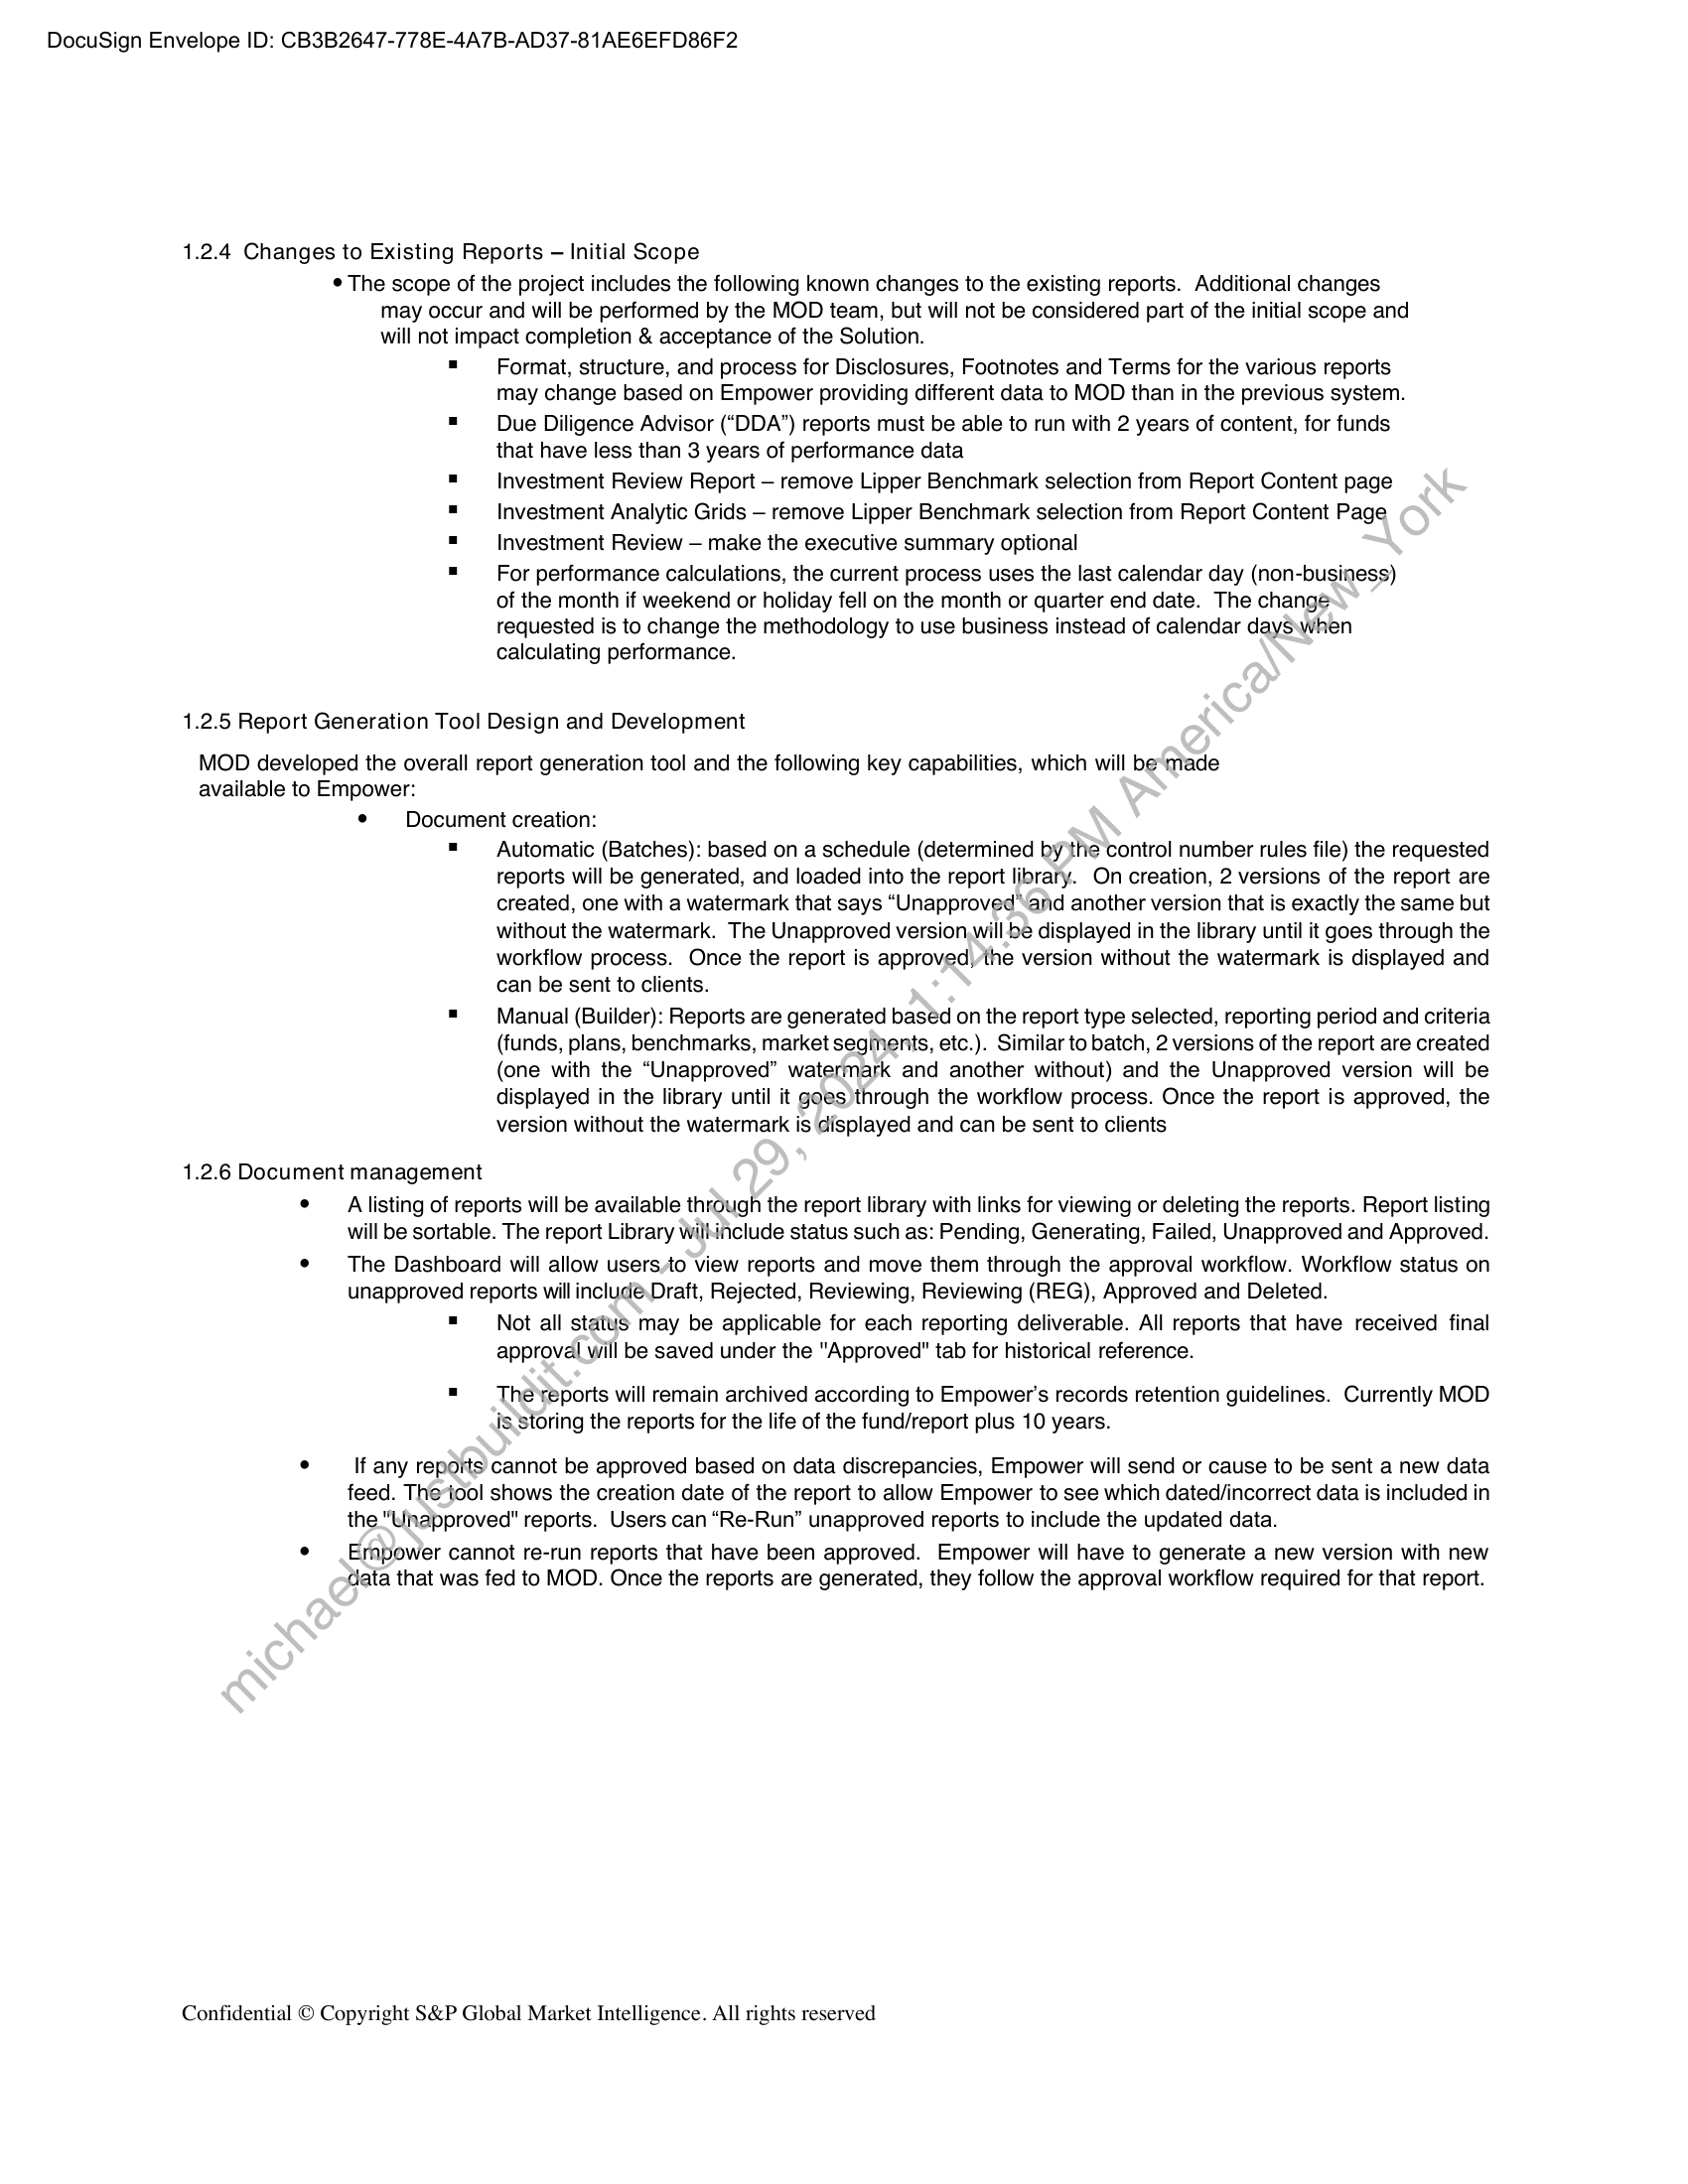 DocuSign Envelope ID: CB3B2647-778E-4A7B-AD37-81AE6EFD86F2
1.2.4 Changes to Existing Reports – Initial Scope
• The scope of the project includes the following known changes to the existing reports. Additional changes
may occur and will be performed by the MOD team, but will not be considered part of the initial scope and
will not impact completion & acceptance of the Solution.
▪ Format, structure, and process for Disclosures, Footnotes and Terms for the various reports
may change based on Empower providing different data to MOD than in the previous system.
▪ Due Diligence Advisor (“DDA”) reports must be able to run with 2 years of content, for funds
that have less than 3 years of performance data
▪ Investment Review Report – remove Lipper Benchmark selection from Report Content page
▪ Investment Analytic Grids – remove Lipper Benchmark selection from Report Content Page
▪ Investment Review – make the executive summary optional
▪ For performance calculations, the current process uses the last calendar day (non-business)
of the month if weekend or holiday fell on the month or quarter end date. The change
requested is to change the methodology to use business instead of calendar days when
calculating performance.
1.2.5 Report Generation Tool Design and Development
MOD developed the overall report generation tool and the following key capabilities, which will be made
available to Empower:
• Document creation:
▪ Automatic (Batches): based on a schedule (determined by the control number rules file) the requested
reports will be generated, and loaded into the report library. On creation, 2 versions of the report are
created, one with a watermark that says “Unapproved” and another version that is exactly the same but
without the watermark. The Unapproved version will be displayed in the library until it goes through the
workflow process. Once the report is approved, the version without the watermark is displayed and
can be sent to clients.
▪ Manual (Builder): Reports are generated based on the report type selected, reporting period and criteria
(funds, plans, benchmarks, market segments, etc.). Similar to batch, 2 versions of the report are created
(one with the “Unapproved” watermark and another without) and the Unapproved version will be
displayed in the library until it goes through the workflow process. Once the report is approved, the
version without the watermark is displayed and can be sent to clients
1.2.6 Document management
• A listing of reports will be available through the report library with links for viewing or deleting the reports. Report listing
will be sortable. The report Library will include status such as: Pending, Generating, Failed, Unapproved and Approved.
• The Dashboard will allow users to view reports and move them through the approval workflow. Workflow status on
unapproved reports will include Draft, Rejected, Reviewing, Reviewing (REG), Approved and Deleted.
▪ Not all status may be applicable for each reporting deliverable. All reports that have received final
approval will be saved under the "Approved" tab for historical reference.
▪ The reports will remain archived according to Empower’s records retention guidelines. Currently MOD
is storing the reports for the life of the fund/report plus 10 years.
• If any reports cannot be approved based on data discrepancies, Empower will send or cause to be sent a new data
feed. The tool shows the creation date of the report to allow Empower to see which dated/incorrect data is included in
the "Unapproved" reports. Users can “Re-Run” unapproved reports to include the updated data.
• Empower cannot re-run reports that have been approved. Empower will have to generate a new version with new
data that was fed to MOD. Once the reports are generated, they follow the approval workflow required for that report.
michael@justbuildit.com - Jul 29, 2024, 1:14:36 PM America/New_York
Confidential © Copyright S&P Global Market Intelligence. All rights reserved